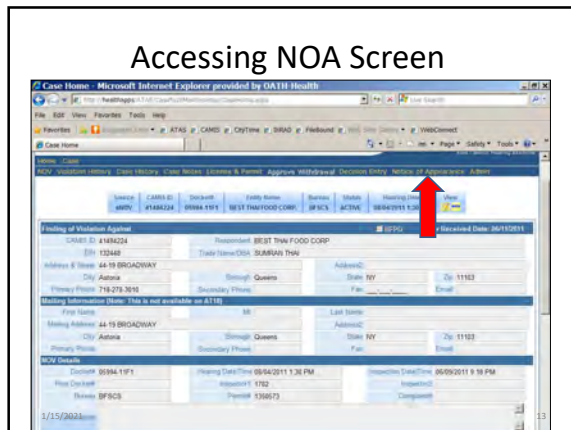 Accessing NOA Screen
Case Home - Microsoft Internet Explorer provided by OATH-Health
File Edit View Favorites Tools Help
Favorites ATAS CAMIS CityTime DIRAD Filebound WebConnect
Case Home Page Safety Tools
Home Case
NOV Violation History Case History Case Notes License & Permit Approve Withdrawal Decision Entry Notice of Appearance Admin
Source CAMIS ID Docket# Entity Name Bureau Status Hearing Date View
41484224 05994-11F1 BEST THAI FOOD CORP. BFSCS ACTIVE 08/04/2011 1:30
Finding of Violation Against Received Date: 06/15/2011
CAMIS ID 41484224 Respondent BEST THAI FOOD CORP
EIN 132440 Trade Name/DBA SUMRAN THAI
Address & Street 44-19 BROADWAY Address2
City Astoria Borough Queens State NY Zip 11103
Primary Phone 718-278-3010 Secondary Phone Fax Email
Mailing Information (Note: This is not available on AT18)
First Name MI Last Name
Mailing Address 44-19 BROADWAY Address2
City Astoria Borough Queens State NY Zip 11103
Primary Phone Secondary Phone Fax Email
NOV Details
Docket# 05994-11F1 Hearing Date/Time 08/04/2011 1:30 PM Inspection Date/Time 06/09/2011 9:10 PM
Prior Docket# Inspector1 1702 Inspector2
Bureau BFSCS Permit# 1350573 Complaint#
1/15/2021 13